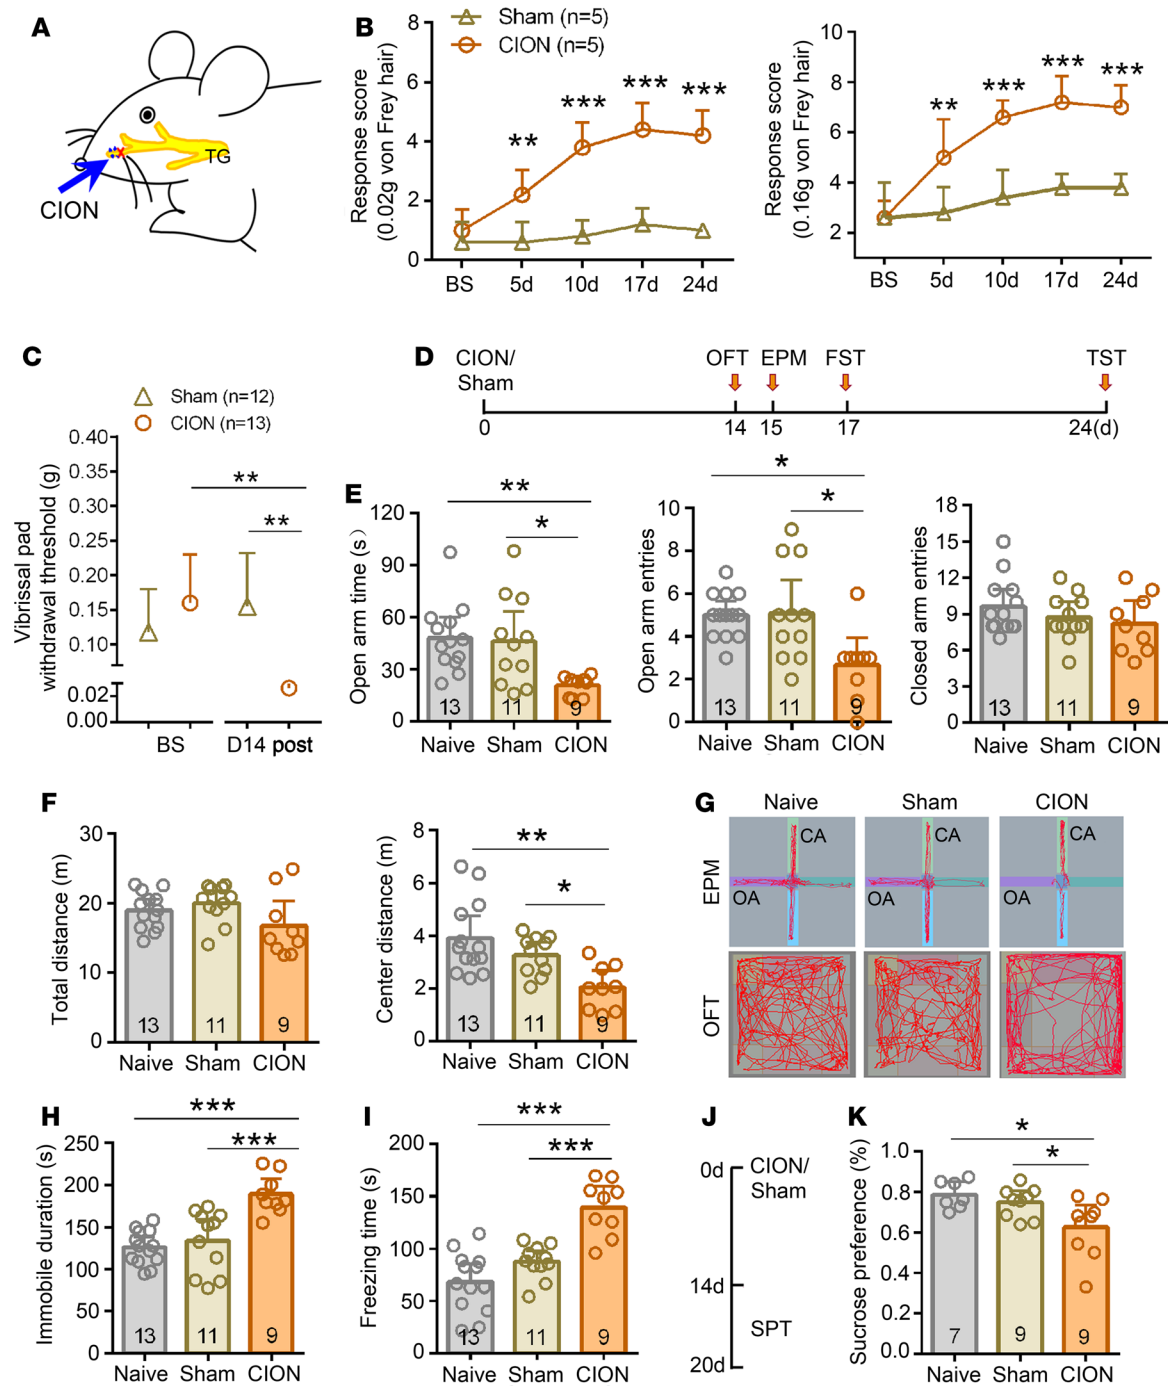 A
TG
CION
B
Sham (n=5)
CION (n=5)
Response score
(0.02g von Frey hair)
8
6
4
2
0
**
***
***
***
BS
5d
10d
17d
24d
Response score
(0.16g von Frey hair)
10
8
6
4
2
**
***
***
***
BS
5d
10d
17d
24d
C
Sham (n=12)
CION (n=13)
Vibrissal pad
withdrawal threshold (g)
0.40
0.35
0.30
0.25
0.20
0.15
0.10
0.02
0.00
**
**
BS
D14 post
D
CION/
Sham
OFT
EPM
FST
TST
0
14
15
17
24(d)
E
Open arm time (s)
120
90
60
30
0
**
*
13
11
9
Naive
Sham
CION
Open arm entries
10
8
6
4
2
0
*
*
13
11
9
Naive
Sham
CION
Closed arm entries
18
15
12
9
6
3
0
13
11
9
Naive
Sham
CION
F
Total distance (m)
30
20
10
0
13
11
9
Naive
Sham
CION
Center distance (m)
8
6
4
2
0
**
*
13
11
9
Naive
Sham
CION
G
Naive
Sham
CION
EPM
CA
OA
CA
OA
CA
OA
OFT
H
Immobile duration (s)
250
200
150
100
50
0
***
***
13
11
9
Naive
Sham
CION
I
Freezing time (s)
200
150
100
50
0
***
***
13
11
9
Naive
Sham
CION
J
0d
CION/
Sham
14d
SPT
20d
K
Sucrose preference (%)
1.0
0.8
0.6
0.4
0.2
0.0
*
*
7
9
9
Naive
Sham
CION